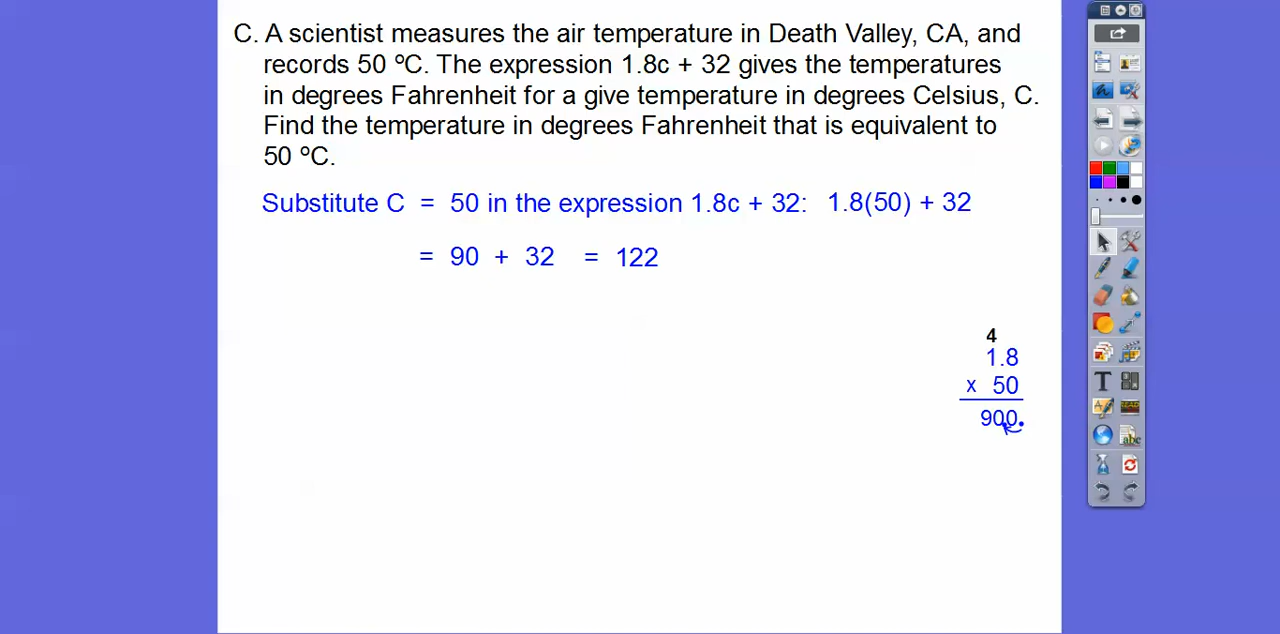 C. A scientist measures the air temperature in Death Valley, CA, and
records 50 ºC. The expression 1.8c + 32 gives the temperatures
in degrees Fahrenheit for a give temperature in degrees Celsius, C.
Find the temperature in degrees Fahrenheit that is equivalent to
50 ºC.
Substitute C = 50 in the expression 1.8c + 32: 1.8(50) + 32
= 90 + 32 = 122
4
1.8
x 50
900.